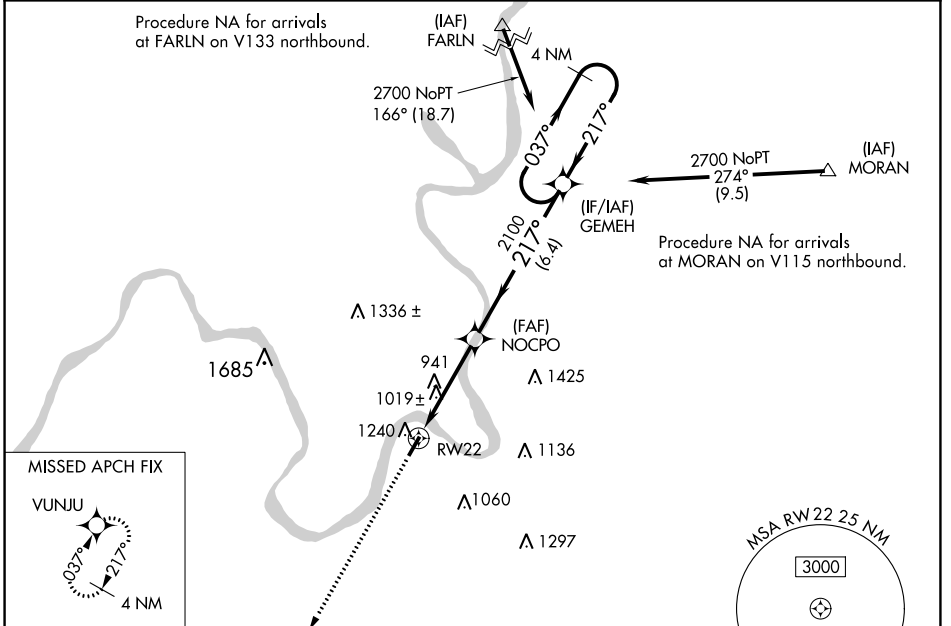 Procedure NA for arrivals
at FARLN on V133 northbound.
(IAF)
FARLN
4 NM
2700 NoPT
166° (18.7)
037°
217°
2700 NoPT
274°
(9.5)
(IAF)
MORAN
(IF/IAF)
GEMEH
2100
217°
(6.4)
Procedure NA for arrivals
at MORAN on V115 northbound.
1336 ±
(FAF)
NOCPO
1685
941
1425
1019 ±
1240
RW22
1136
MISSED APCH FIX
VUNJU
037°
217°
4 NM
1060
1297
MSA RW 22 25 NM
3000